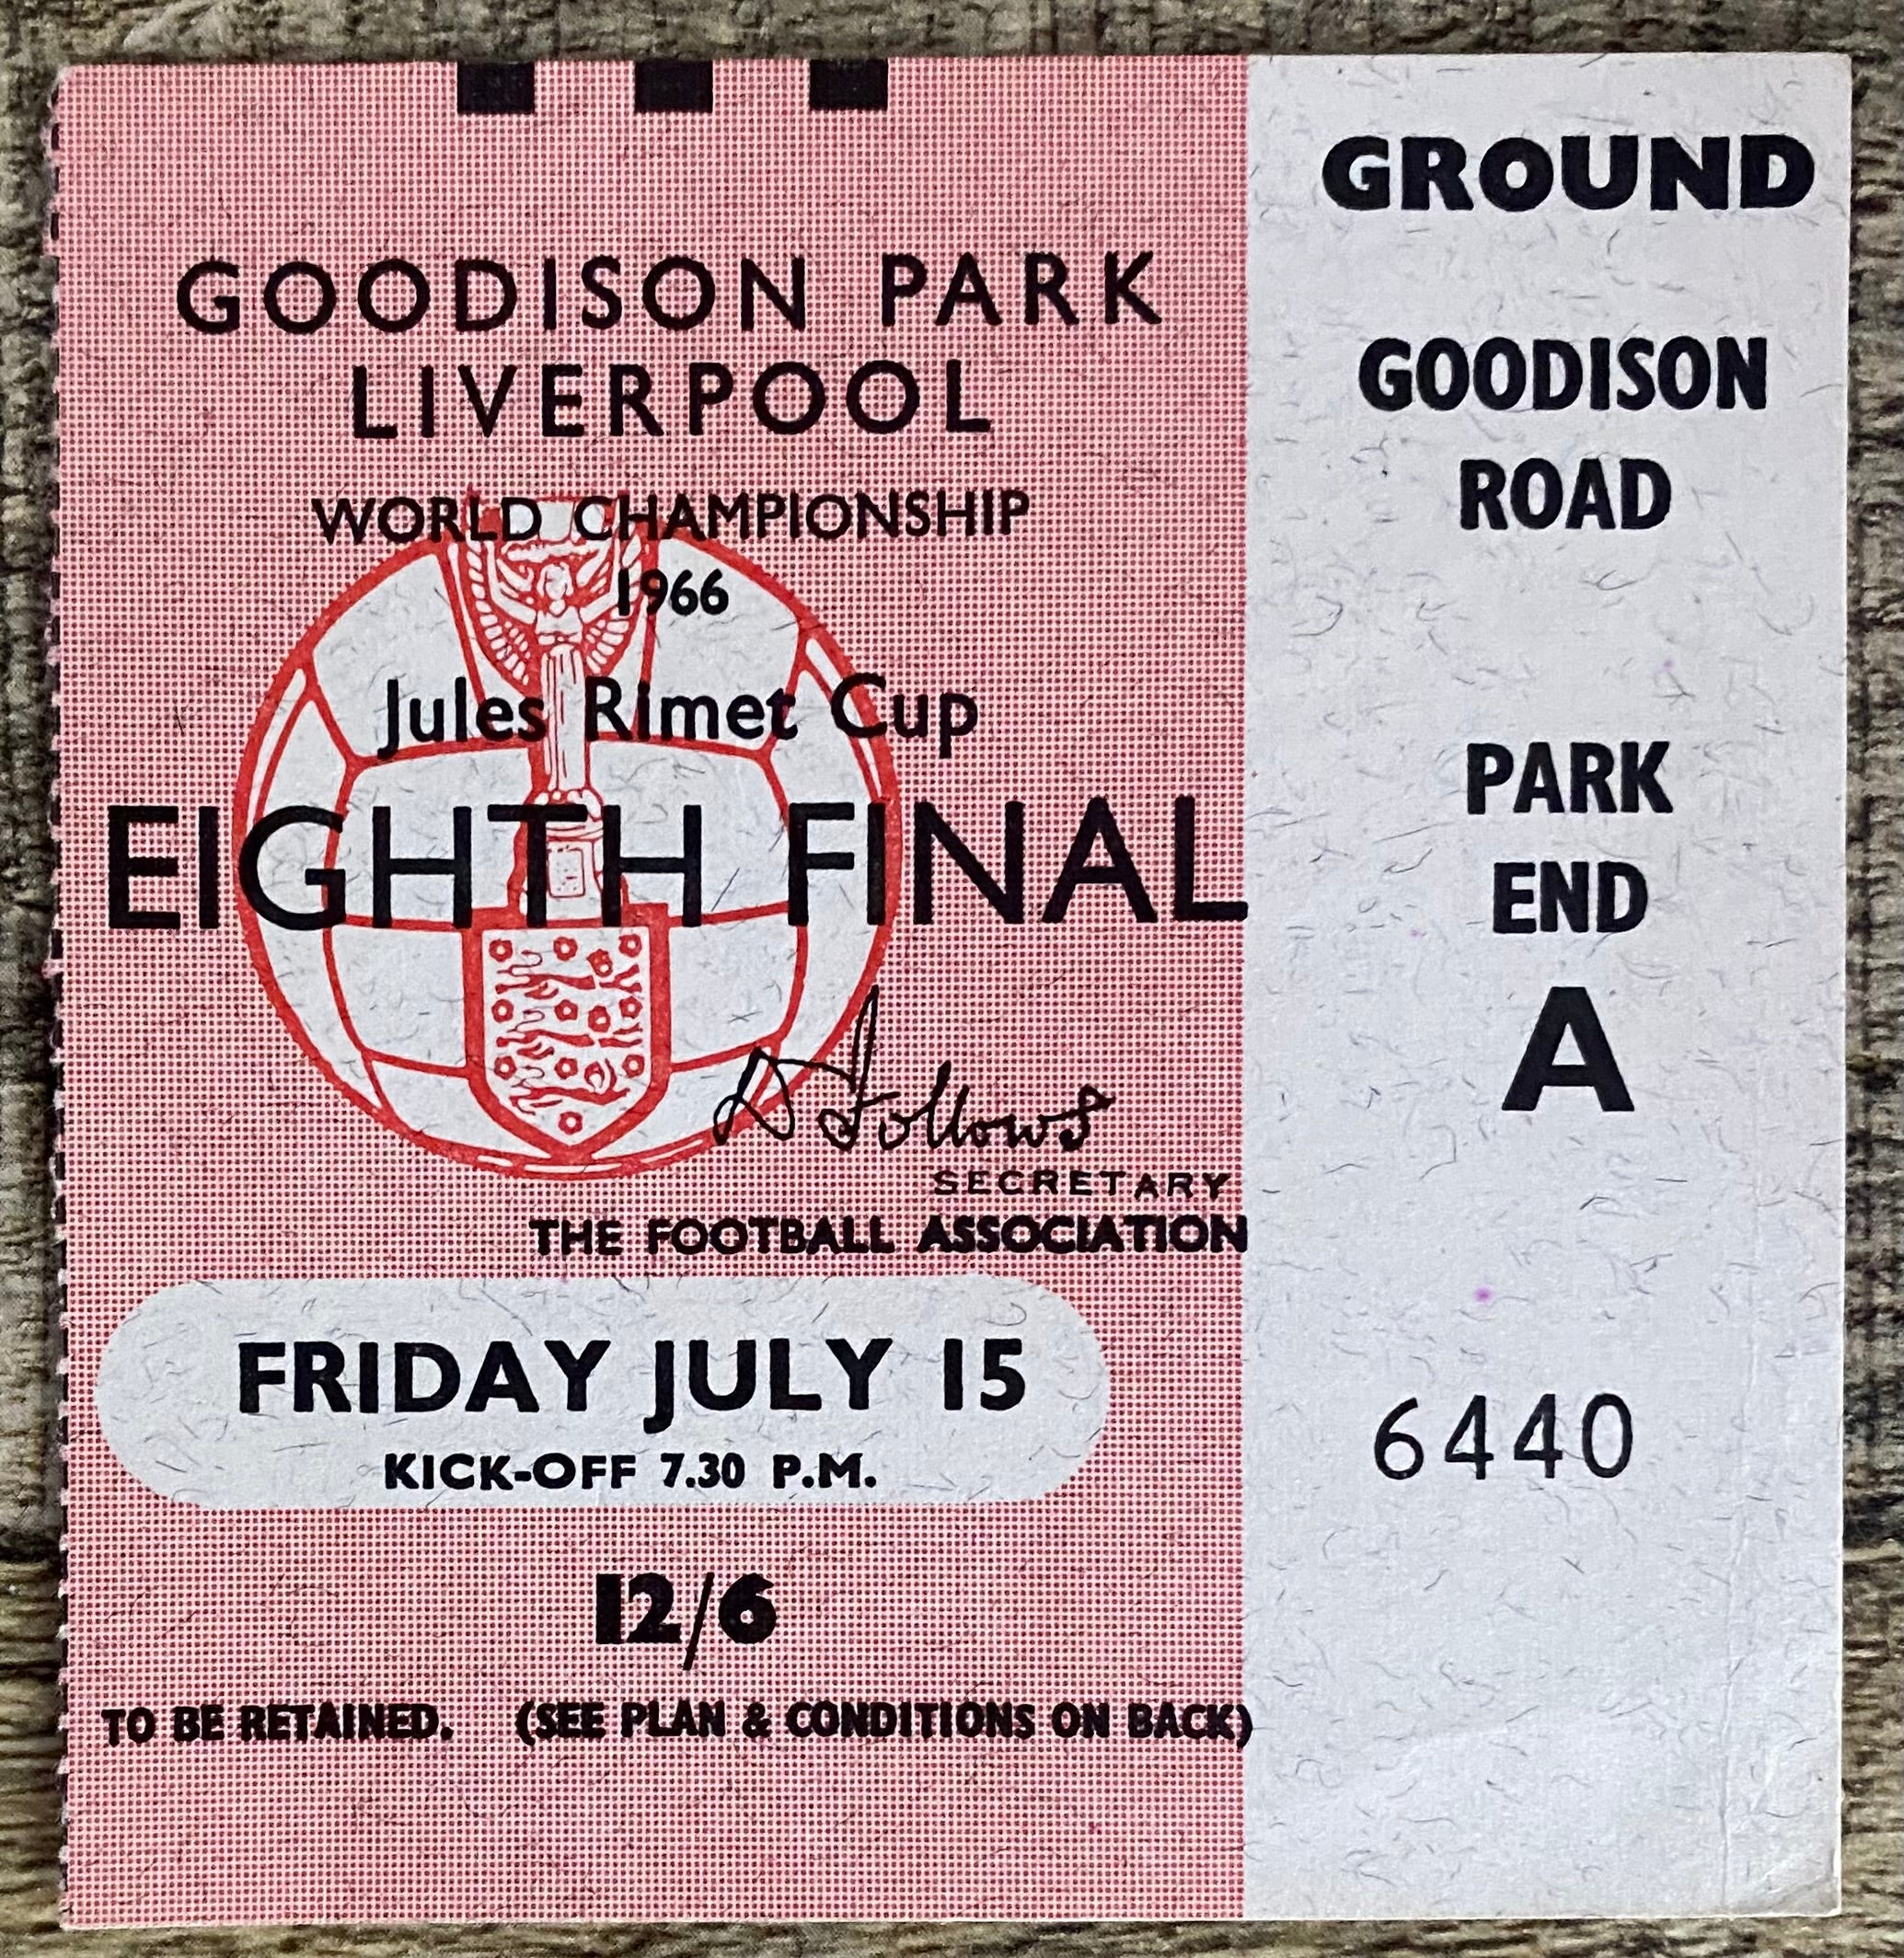 GOODISON PARK
LIVERPOOL
WORLD CHAMPIONSHIP
1966
Jules Rimet Cup
EIGHTH FINAL
D Follows
SECRETARY
THE FOOTBALL ASSOCIATION
FRIDAY JULY 15
KICK-OFF 7.30 P.M.
12/6
TO BE RETAINED. (SEE PLAN & CONDITIONS ON BACK)
GROUND
GOODISON
ROAD
PARK
END
A
6440